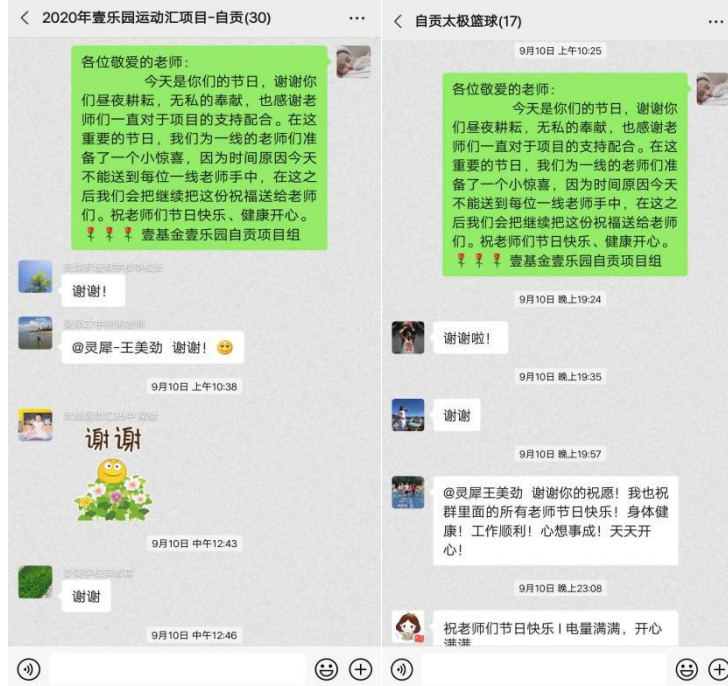 2020年壹乐园运动汇项目-自贡(30)
各位敬爱的老师：
今天是你们的节日，谢谢你
们昼夜耕耘，无私的奉献，也感谢老
师们一直对于项目的支持配合。在这
重要的节日，我们为一线的老师们准
备了一个小惊喜，因为时间原因今天
不能送到每位一线老师手中，在这之
后我们会把继续把这份祝福送给老师
们。祝老师们节日快乐、健康开心。
🌹🌹🌹壹基金壹乐园自贡项目组
谢谢！
@灵犀-王美劲 谢谢！
9月10日 上午10:38
谢谢
9月10日 中午12:43
谢谢
9月10日 中午12:46
自贡太极篮球(17)
9月10日 上午10:25
各位敬爱的老师：
今天是你们的节日，谢谢你
们昼夜耕耘，无私的奉献，也感谢老
师们一直对于项目的支持配合。在这
重要的节日，我们为一线的老师们准
备了一个小惊喜，因为时间原因今天
不能送到每位一线老师手中，在这之
后我们会把继续把这份祝福送给老师
们。祝老师们节日快乐、健康开心。
🌹🌹🌹壹基金壹乐园自贡项目组
9月10日 晚上19:24
谢谢啦！
9月10日 晚上19:35
谢谢
9月10日 晚上19:57
@灵犀王美劲 谢谢你的祝愿！我也祝
群里面的所有老师节日快乐！身体健
康！工作顺利！心想事成！天天开
心！
9月10日 晚上23:08
祝老师们节日快乐 I 电量满满，开心
满满